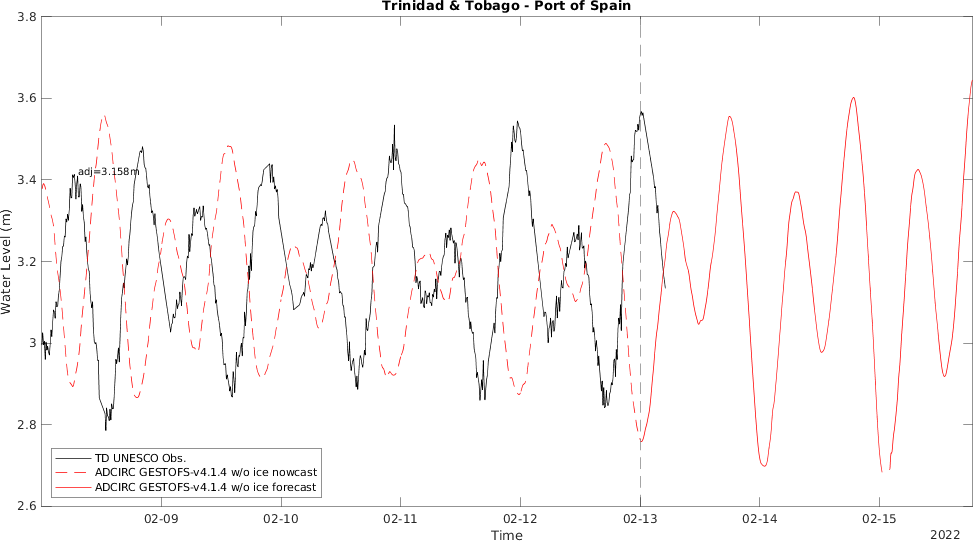 Trinidad & Tobago - Port of Spain
3.8
3.6
3.4
3.2
3
2.8
2.6
Water Level (m)
adj=3.158m
TD UNESCO Obs.
ADCIRC GESTOFS-v4.1.4 w/o ice nowcast
ADCIRC GESTOFS-v4.1.4 w/o ice forecast
02-09 02-10 02-11 02-12 02-13 02-14 02-15
Time
2022